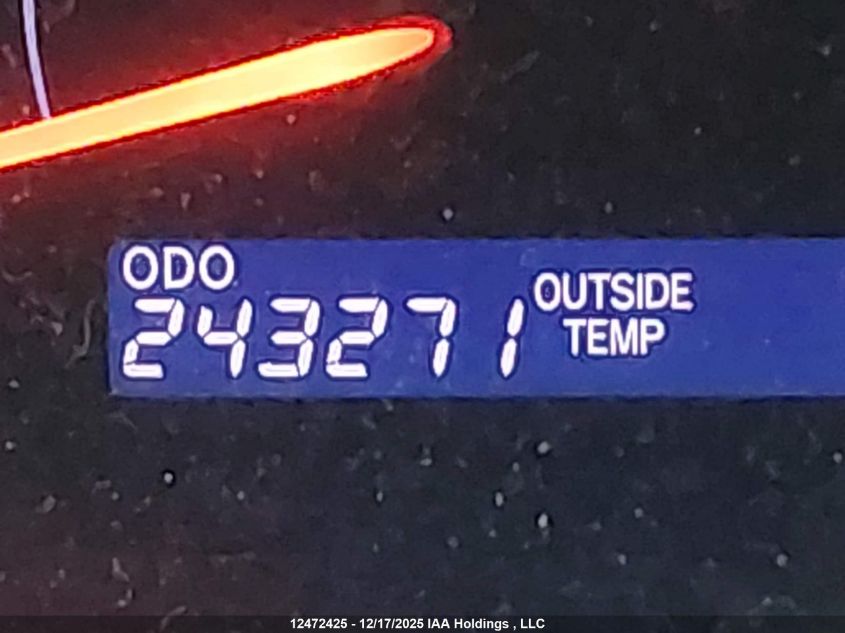 ODO
243271
OUTSIDE
TEMP
12472425 - 12/17/2025 IAA Holdings , LLC